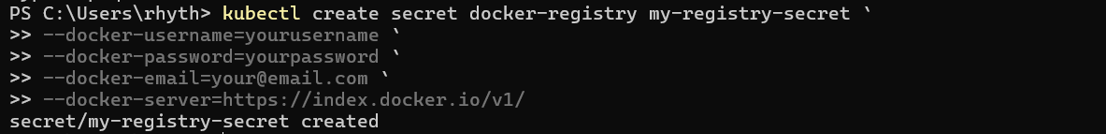 PS C:\Users\rhyth> kubectl create secret docker-registry my-registry-secret `
>> --docker-username=yourusername `
>> --docker-password=yourpassword `
>> --docker-email=your@email.com `
>> --docker-server=https://index.docker.io/v1/
secret/my-registry-secret created